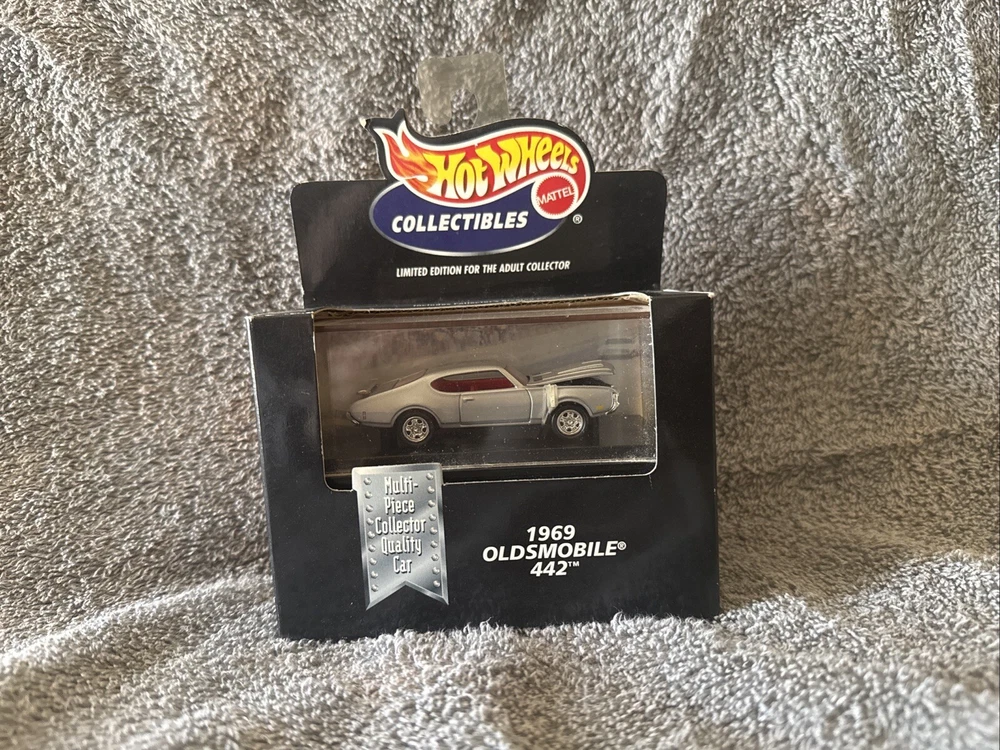 HOT WHEELS
MATTEL
COLLECTIBLES
®
LIMITED EDITION FOR THE ADULT COLLECTOR
Multi-
Piece
Collector
Quality
Car
1969
OLDSMOBILE®
442™